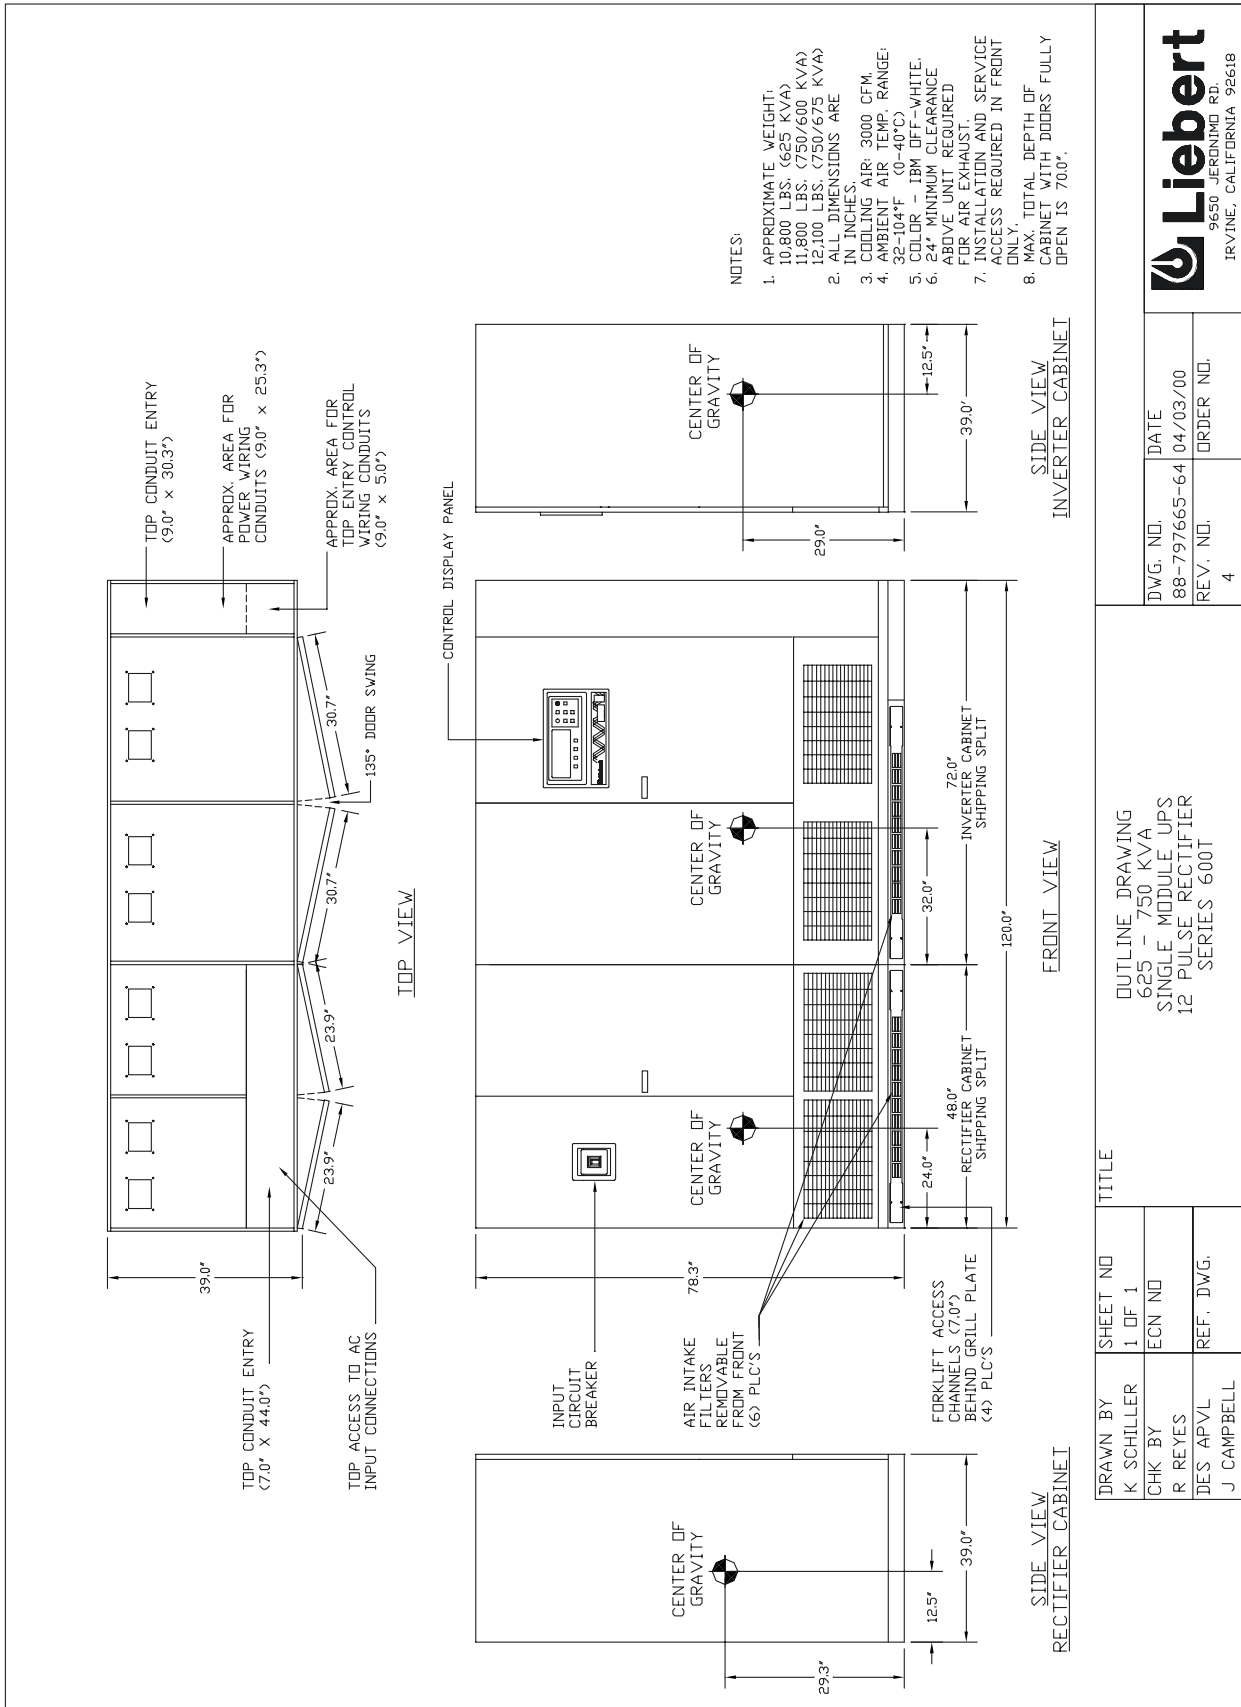 TOP CONDUIT ENTRY
(9.0" x 30.3")
APPROX. AREA FOR
POWER WIRING
CONDUITS (9.0" x 25.3")
APPROX. AREA FOR
TOP ENTRY CONTROL
WIRING CONDUITS
(9.0" x 5.0")
39.0"
23.9"
23.9"
30.7"
30.7"
135° DOOR SWING
TOP CONDUIT ENTRY
(7.0" X 44.0")
TOP ACCESS TO AC
INPUT CONNECTIONS
TOP VIEW
CONTROL DISPLAY PANEL
INPUT
CIRCUIT
BREAKER
AIR INTAKE
FILTERS
REMOVABLE
FROM FRONT
(6) PLC'S
FORKLIFT ACCESS
CHANNELS (7.0")
BEHIND GRILL PLATE
(4) PLC'S
78.3"
CENTER OF
GRAVITY
CENTER OF
GRAVITY
24.0"
32.0"
48.0"
RECTIFIER CABINET
SHIPPING SPLIT
72.0"
INVERTER CABINET
SHIPPING SPLIT
120.0"
FRONT VIEW
CENTER OF
GRAVITY
29.3"
12.5"
39.0"
SIDE VIEW
RECTIFIER CABINET
CENTER OF
GRAVITY
29.0"
12.5"
39.0'
SIDE VIEW
INVERTER CABINET
NOTES:
1. APPROXIMATE WEIGHT:
10,800 LBS. (625 KVA)
11,800 LBS. (750/600 KVA)
12,100 LBS. (750/675 KVA)
2. ALL DIMENSIONS ARE
IN INCHES.
3. COOLING AIR: 3000 CFM.
4. AMBIENT AIR TEMP. RANGE:
32-104°F (0-40°C)
5. COLOR - IBM OFF-WHITE.
6. 24" MINIMUM CLEARANCE
ABOVE UNIT REQUIRED
FOR AIR EXHAUST.
7. INSTALLATION AND SERVICE
ACCESS REQUIRED IN FRONT
ONLY.
8. MAX. TOTAL DEPTH OF
CABINET WITH DOORS FULLY
OPEN IS 70.0".
DRAWN BY
K SCHILLER
CHK BY
R REYES
DES APVL
J CAMPBELL
SHEET NO
1 OF 1
ECN NO
REF. DWG.
TITLE
OUTLINE DRAWING
625 - 750 KVA
SINGLE MODULE UPS
12 PULSE RECTIFIER
SERIES 600T
DWG. NO.
88-797665-64
REV. NO.
4
DATE
04/03/00
ORDER NO.
Liebert
9650 JERONIMO RD.
IRVINE, CALIFORNIA 92618